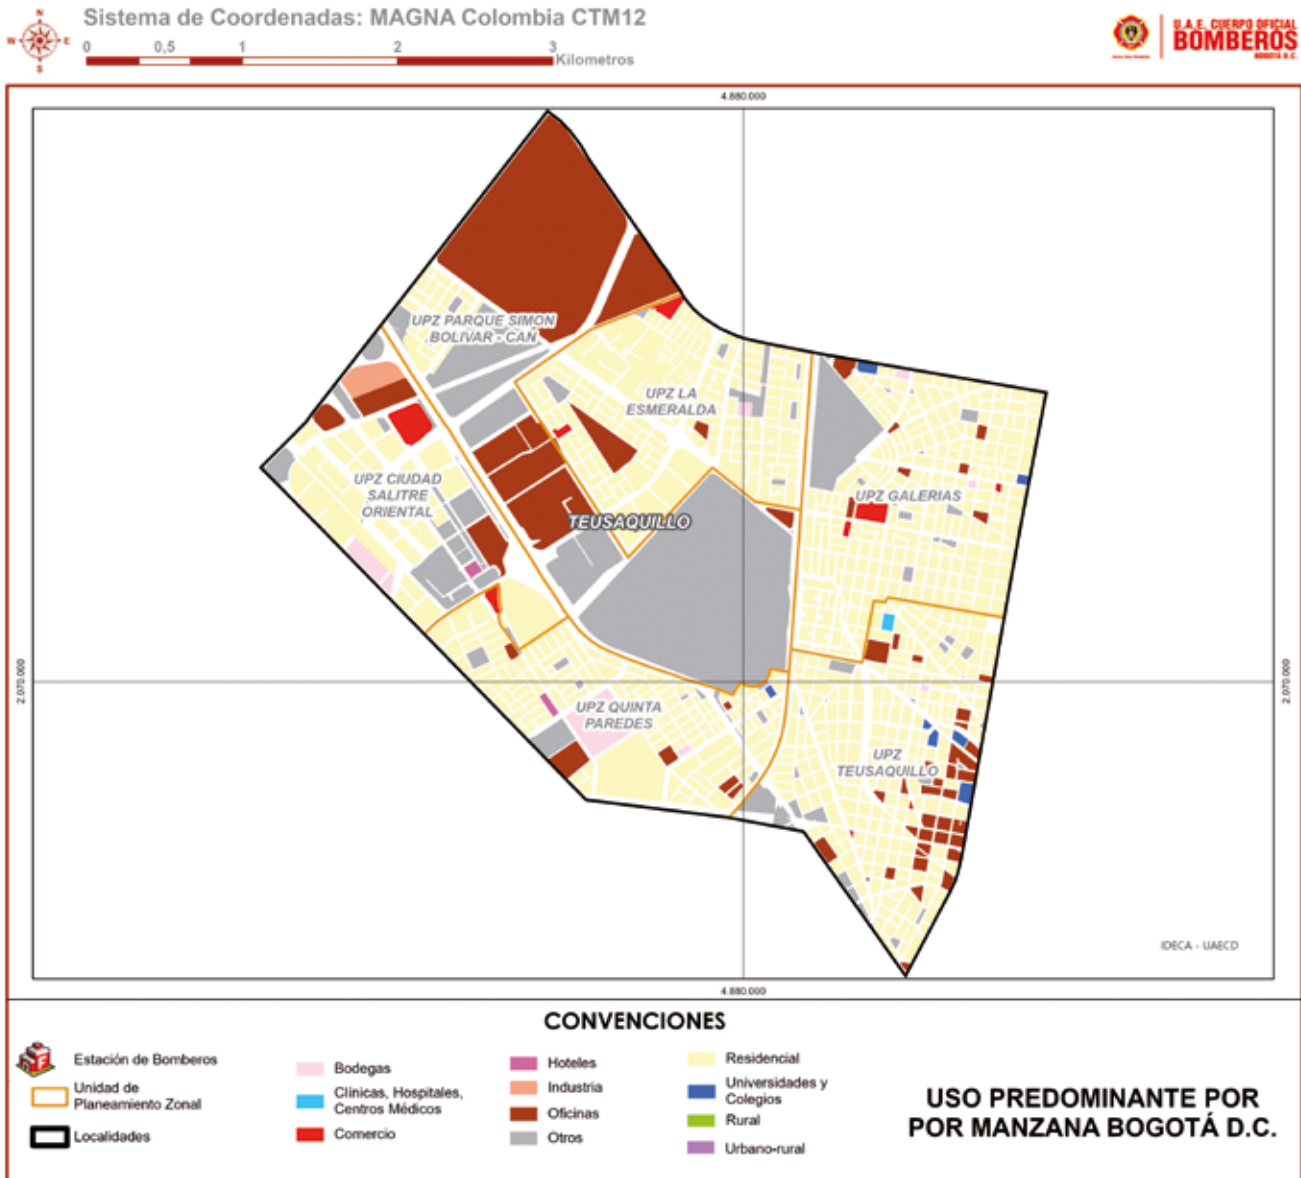 Sistema de Coordenadas: MAGNA Colombia CTM12
N
W E
S
0 0,5 1 2 3
Kilometros
U.A.E. CUERPO OFICIAL
BOMBEROS
BOGOTÁ D.C.
4.880.000
UPZ PARQUE SIMON
BOLIVAR - CAN
UPZ LA
ESMERALDA
UPZ CIUDAD
SALITRE
ORIENTAL
UPZ GALERIAS
TEUSAQUILLO
2.070.000
2.070.000
UPZ QUINTA
PAREDES
UPZ
TEUSAQUILLO
IDECA - UAECD
4.880.000
CONVENCIONES
Estación de Bomberos
Unidad de
Planeamiento Zonal
Localidades
Bodegas
Clínicas, Hospitales,
Centros Médicos
Comercio
Hoteles
Industria
Oficinas
Otros
Residencial
Universidades y
Colegios
Rural
Urbano-rural
USO PREDOMINANTE POR
POR MANZANA BOGOTÁ D.C.